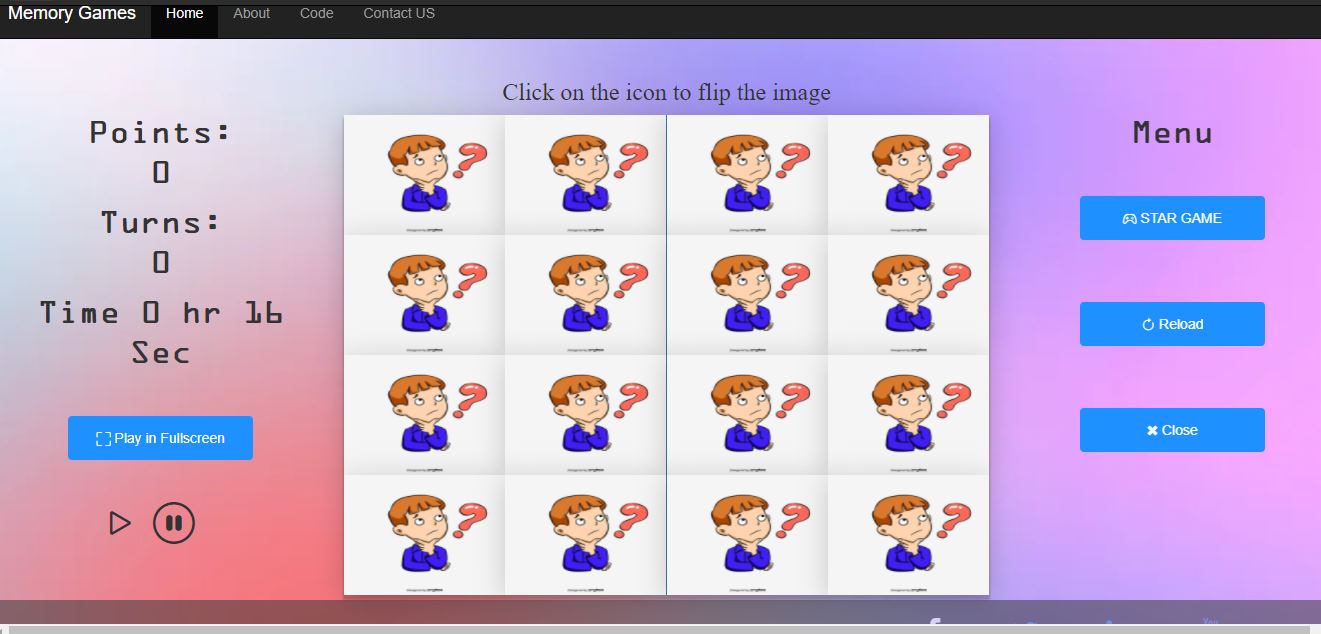 Memory Games Home About Code Contact US
Click on the icon to flip the image
Points:
0
Turns:
0
Time 0 hr 16
Sec
Play in Fullscreen
Menu
STAR GAME
Reload
Close